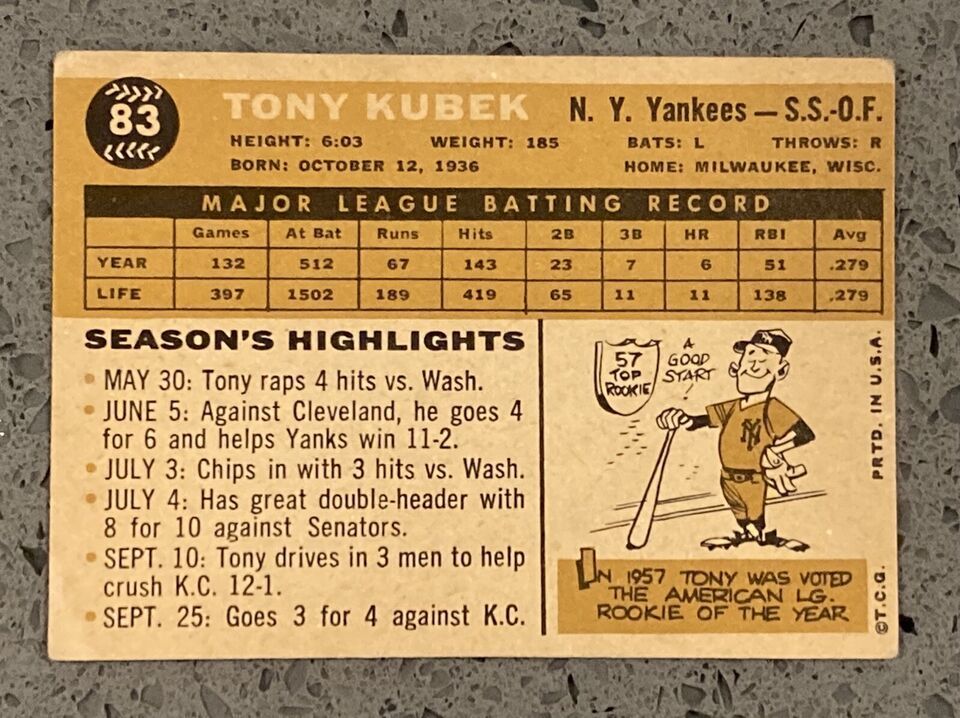 83
TONY KUBEK N. Y. Yankees — S.S.-O.F.
HEIGHT: 6:03 WEIGHT: 185 BATS: L THROWS: R
BORN: OCTOBER 12, 1936 HOME: MILWAUKEE, WISC.
MAJOR LEAGUE BATTING RECORD
Games At Bat Runs Hits 2B 3B HR RBI Avg
YEAR 132 512 67 143 23 7 6 51 .279
LIFE 397 1502 189 419 65 11 11 138 .279
SEASON'S HIGHLIGHTS
• MAY 30: Tony raps 4 hits vs. Wash.
• JUNE 5: Against Cleveland, he goes 4
for 6 and helps Yanks win 11-2.
• JULY 3: Chips in with 3 hits vs. Wash.
• JULY 4: Has great double-header with
8 for 10 against Senators.
• SEPT. 10: Tony drives in 3 men to help
crush K.C. 12-1.
• SEPT. 25: Goes 3 for 4 against K.C.
57
TOP
ROOKIE
A
GOOD
START
!
NY
IN 1957 TONY WAS VOTED
THE AMERICAN LG.
ROOKIE OF THE YEAR
PRTD. IN U.S.A.
©T.C.G.